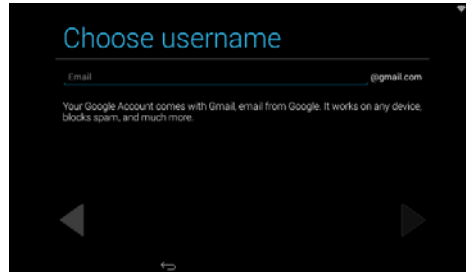 Choose username
Email @gmail.com
Your Google Account comes with Gmail, email from Google. It works on any device,
blocks spam, and much more.